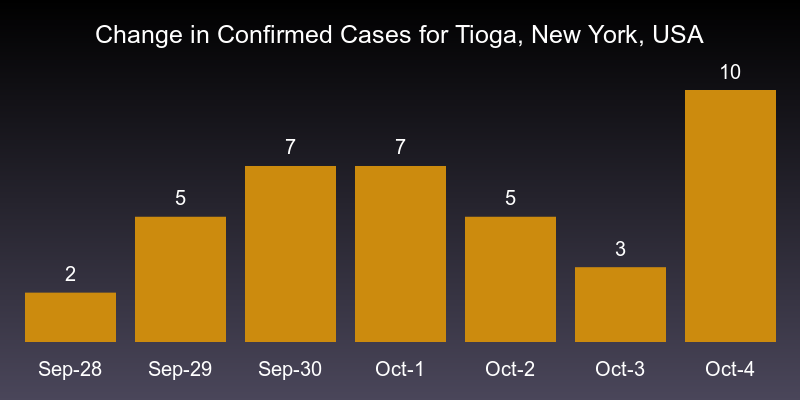 Change in Confirmed Cases for Tioga, New York, USA
10
7 7
5 5
3
2
Sep-28 Sep-29 Sep-30 Oct-1 Oct-2 Oct-3 Oct-4